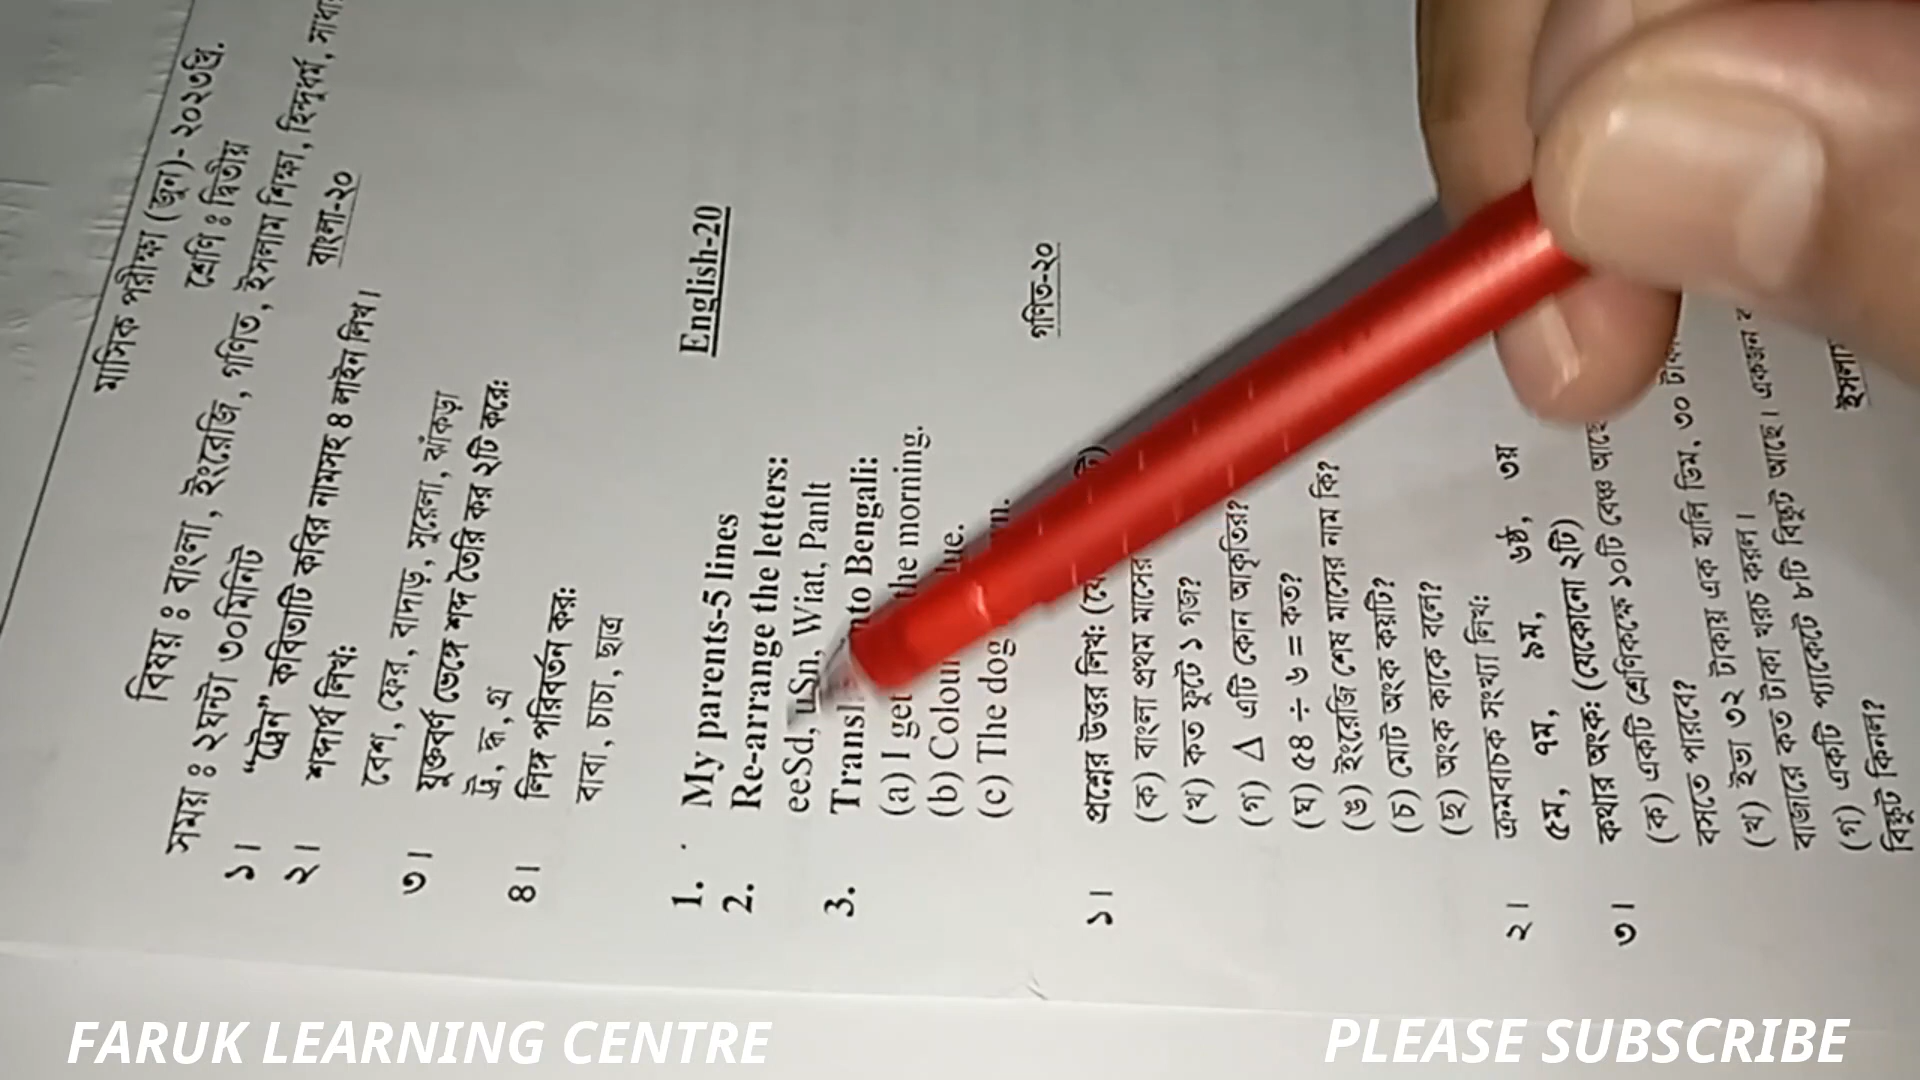 মাসিক পরীক্ষা (জুন)- ২০২৩খ্রি.
শ্রেণি ঃ দ্বিতীয়
বিষয় ঃ বাংলা, ইংরেজি, গণিত, ইসলাম শিক্ষা, হিন্দুধর্ম,
সময় ঃ ২ঘন্টা ৩০মিনিট
বাংলা-২০
১। “ট্রেন” কবিতাটি কবির নামসহ ৪ লাইন লিখ।
২। শব্দার্থ লিখঃ
বেশ, ফের, বাদাড়, সুরেলা, ঝাঁকড়া
৩। যুক্তবর্ণ ভেঙ্গে শব্দ তৈরি কর ২টি করেঃ
ট্র, ন্ধ, গ্র
৪। লিঙ্গ পরিবর্তন করঃ
বাবা, চাচা, ছাত্র
English-20
1. My parents-5 lines
2. Re-arrange the letters:
eeSd, uSn, Wiat, Panlt
3. into Bengali:
(a) I get the morning.
(b)
(c) The dog
গণিত-২০
১। প্রশ্নের উত্তর লিখঃ
(ক) বাংলা প্রথম মাসের
(খ) কত ফুটে ১ গজ?
(গ) △ এটি কোন আকৃতির?
(ঘ) ৫৪ ÷ ৬ = কত?
(ঙ) ইংরেজি শেষ মাসের নাম কি?
(চ) মোট অংক কয়টি?
(ছ) অংক কাকে বলে?
২। ক্রমবাচক সংখ্যা লিখঃ
৫ম, ৭ম, ৯ম, ৬ষ্ঠ, ৩য়
৩। কথার অংকঃ (যেকোনো ২টি)
(ক) একটি শ্রেণিকক্ষে ১০টি বেঞ্চ আছে
বসতে পারবে?
(খ) ইভা ৩২ টাকায় এক হালি ডিম, ৩০
বাজারে কত টাকা খরচ করল।
(গ) একটি প্যাকেটে ৮টি বিস্কুট আছে। একজন
বিস্কুট কিনল?
FARUK LEARNING CENTRE
PLEASE SUBSCRIBE